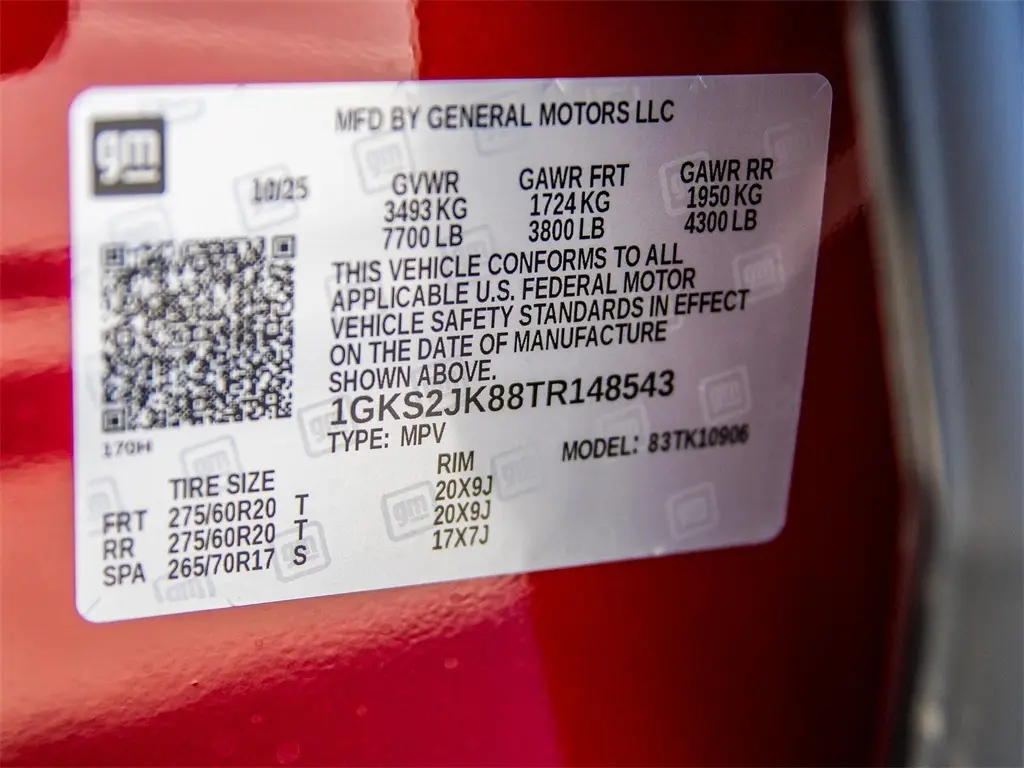 gm
MFD BY GENERAL MOTORS LLC
10/25
GVWR GAWR FRT GAWR RR
3493 KG 1724 KG 1950 KG
7700 LB 3800 LB 4300 LB
THIS VEHICLE CONFORMS TO ALL
APPLICABLE U.S. FEDERAL MOTOR
VEHICLE SAFETY STANDARDS IN EFFECT
ON THE DATE OF MANUFACTURE
SHOWN ABOVE.
1GKS2JK88TR148543
TYPE: MPV MODEL: 83TK10906
170H
TIRE SIZE RIM
FRT 275/60R20 T 20X9J
RR 275/60R20 T 20X9J
SPA 265/70R17 S 17X7J